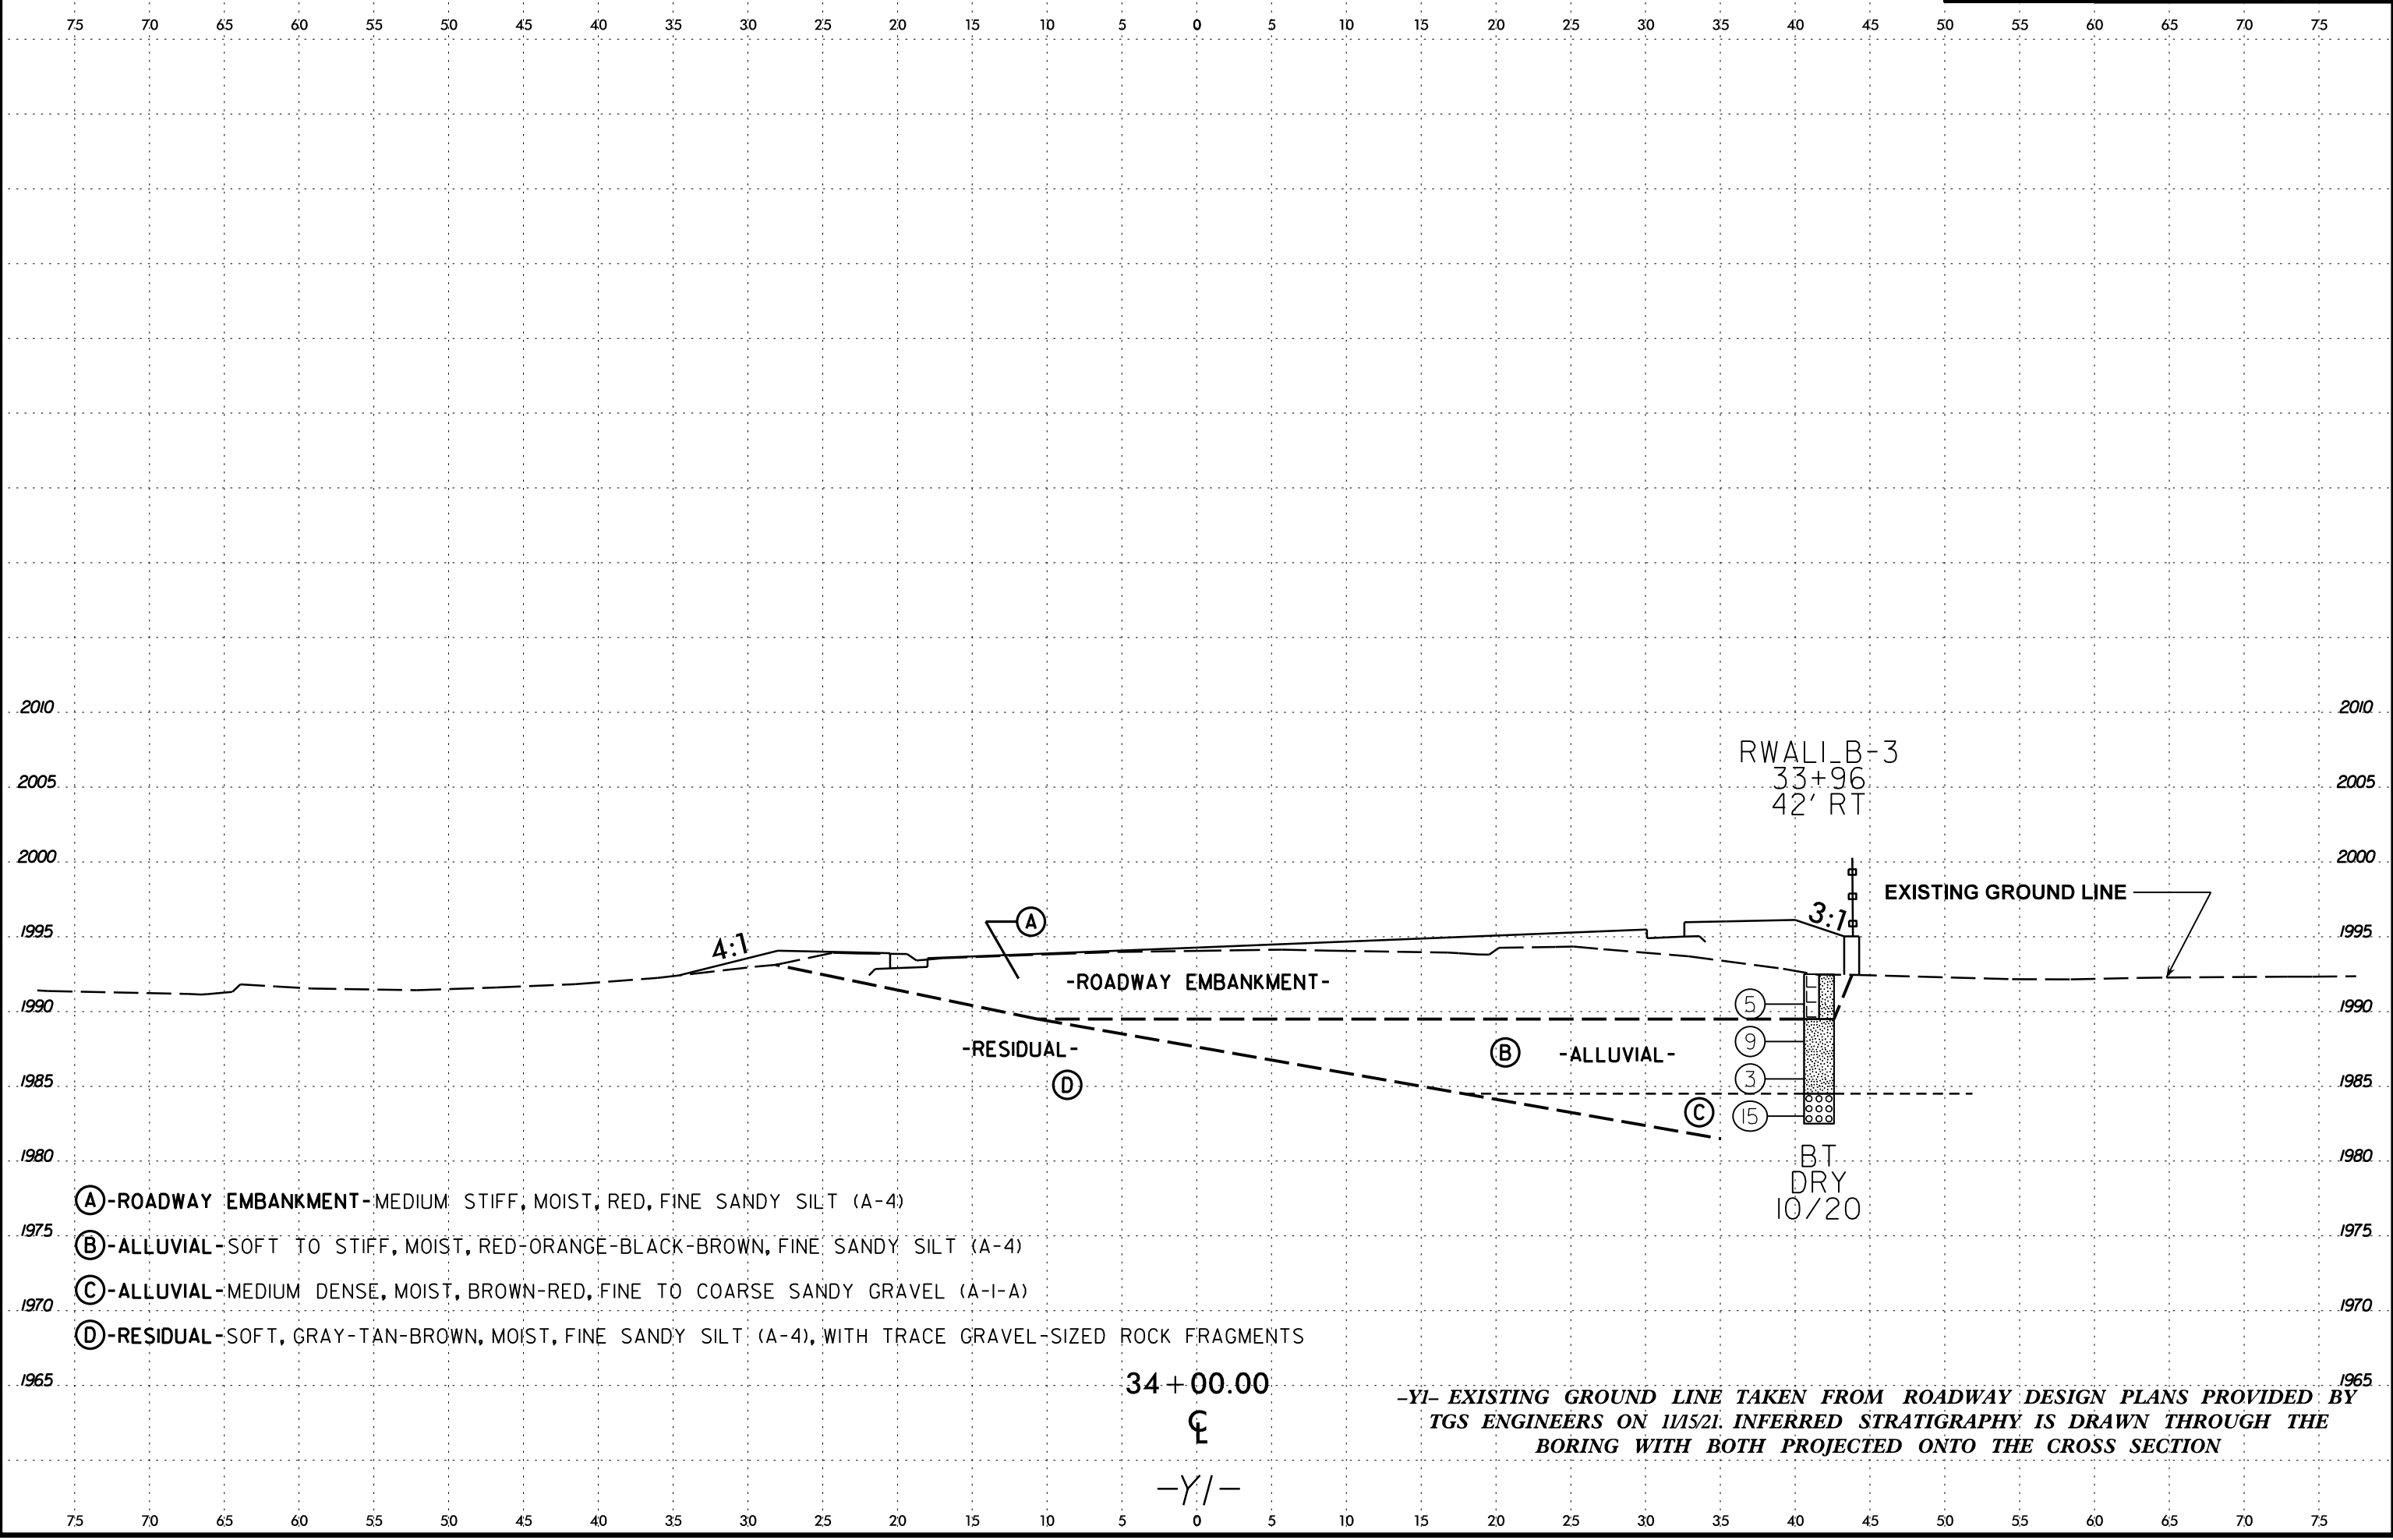 75 70 65 60 55 50 45 40 35 30 25 20 15 10 5 0 5 10 15 20 25 30 35 40 45 50 55 60 65 70 75
2010 2010
RWALL_B-3
2005 33+96 2005
42' RT
2000 2000
EXISTING GROUND LINE
1995 4:1 A 3:1 1995
-ROADWAY EMBANKMENT-
1990 5 1990
9
-RESIDUAL- B -ALLUVIAL-
1985 D 3 1985
C 15
1980 BT 1980
DRY
10/20
A-ROADWAY EMBANKMENT-MEDIUM STIFF, MOIST, RED, FINE SANDY SILT (A-4)
1975 1975
B-ALLUVIAL-SOFT TO STIFF, MOIST, RED-ORANGE-BLACK-BROWN, FINE SANDY SILT (A-4)
C-ALLUVIAL-MEDIUM DENSE, MOIST, BROWN-RED, FINE TO COARSE SANDY GRAVEL (A-1-A)
1970 1970
D-RESIDUAL-SOFT, GRAY-TAN-BROWN, MOIST, FINE SANDY SILT (A-4), WITH TRACE GRAVEL-SIZED ROCK FRAGMENTS
1965 34+00.00 1965
-Y1- EXISTING GROUND LINE TAKEN FROM ROADWAY DESIGN PLANS PROVIDED BY
TGS ENGINEERS ON 11/15/21. INFERRED STRATIGRAPHY IS DRAWN THROUGH THE
BORING WITH BOTH PROJECTED ONTO THE CROSS SECTION
℄
-Y1-
75 70 65 60 55 50 45 40 35 30 25 20 15 10 5 0 5 10 15 20 25 30 35 40 45 50 55 60 65 70 75